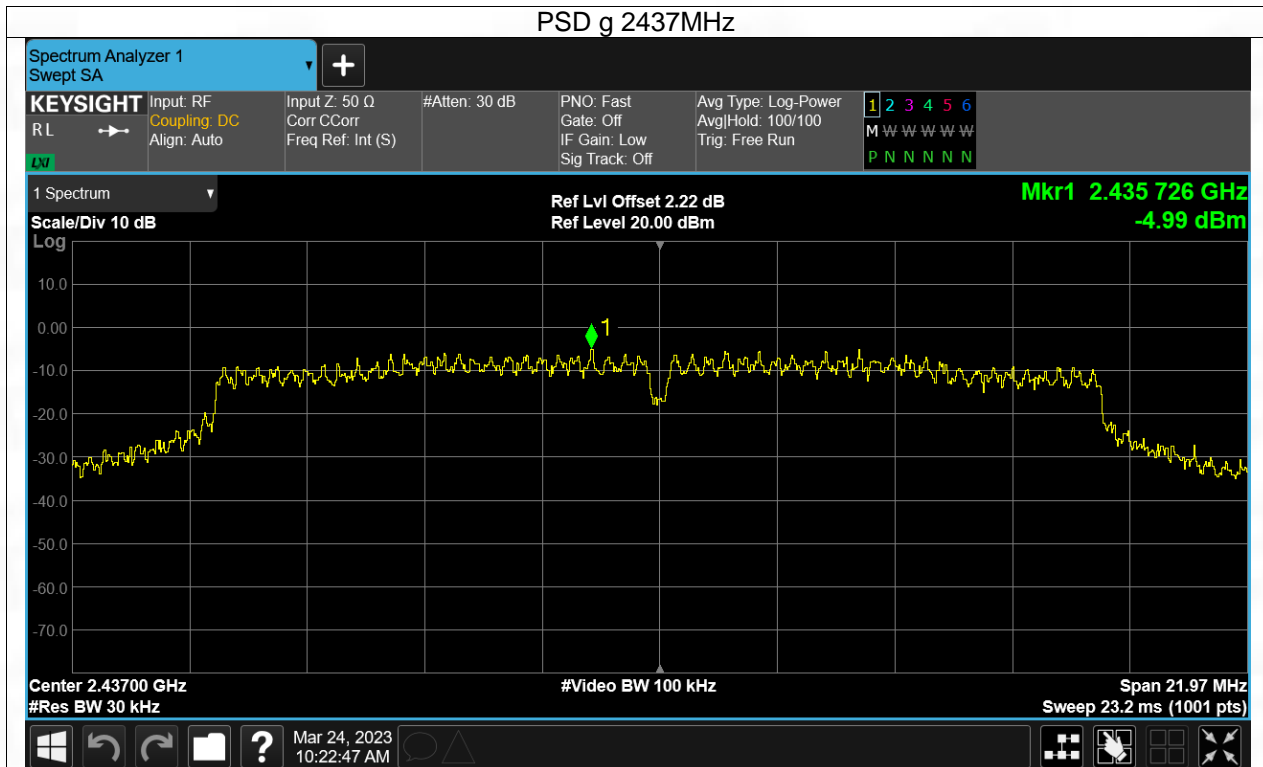 PSD g 2437MHz
Spectrum Analyzer 1
Swept SA
KEYSIGHT
RL
LXI
Input: RF
Coupling: DC
Align: Auto
Input Z: 50 Ω
Corr CCorr
Freq Ref: Int (S)
#Atten: 30 dB
PNO: Fast
Gate: Off
IF Gain: Low
Sig Track: Off
Avg Type: Log-Power
Avg|Hold: 100/100
Trig: Free Run
1 2 3 4 5 6
M W W W W W
P N N N N N
1 Spectrum
Scale/Div 10 dB
Ref Lvl Offset 2.22 dB
Ref Level 20.00 dBm
Mkr1 2.435 726 GHz
-4.99 dBm
Log
10.0
0.00
-10.0
-20.0
-30.0
-40.0
-50.0
-60.0
-70.0
1
Center 2.43700 GHz
#Res BW 30 kHz
#Video BW 100 kHz
Span 21.97 MHz
Sweep 23.2 ms (1001 pts)
?
Mar 24, 2023
10:22:47 AM